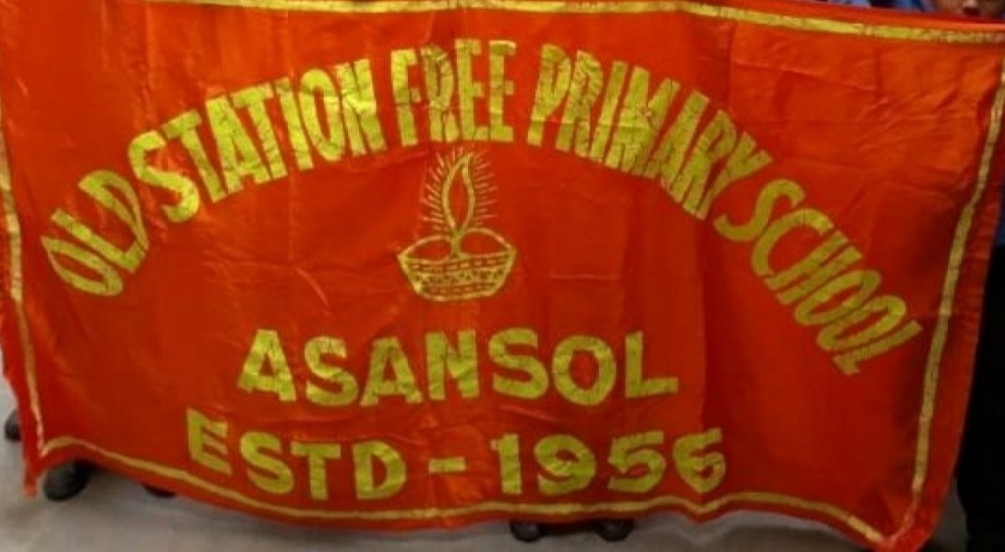 OLD STATION FREE PRIMARY SCHOOL
ASANSOL
ESTD - 1956